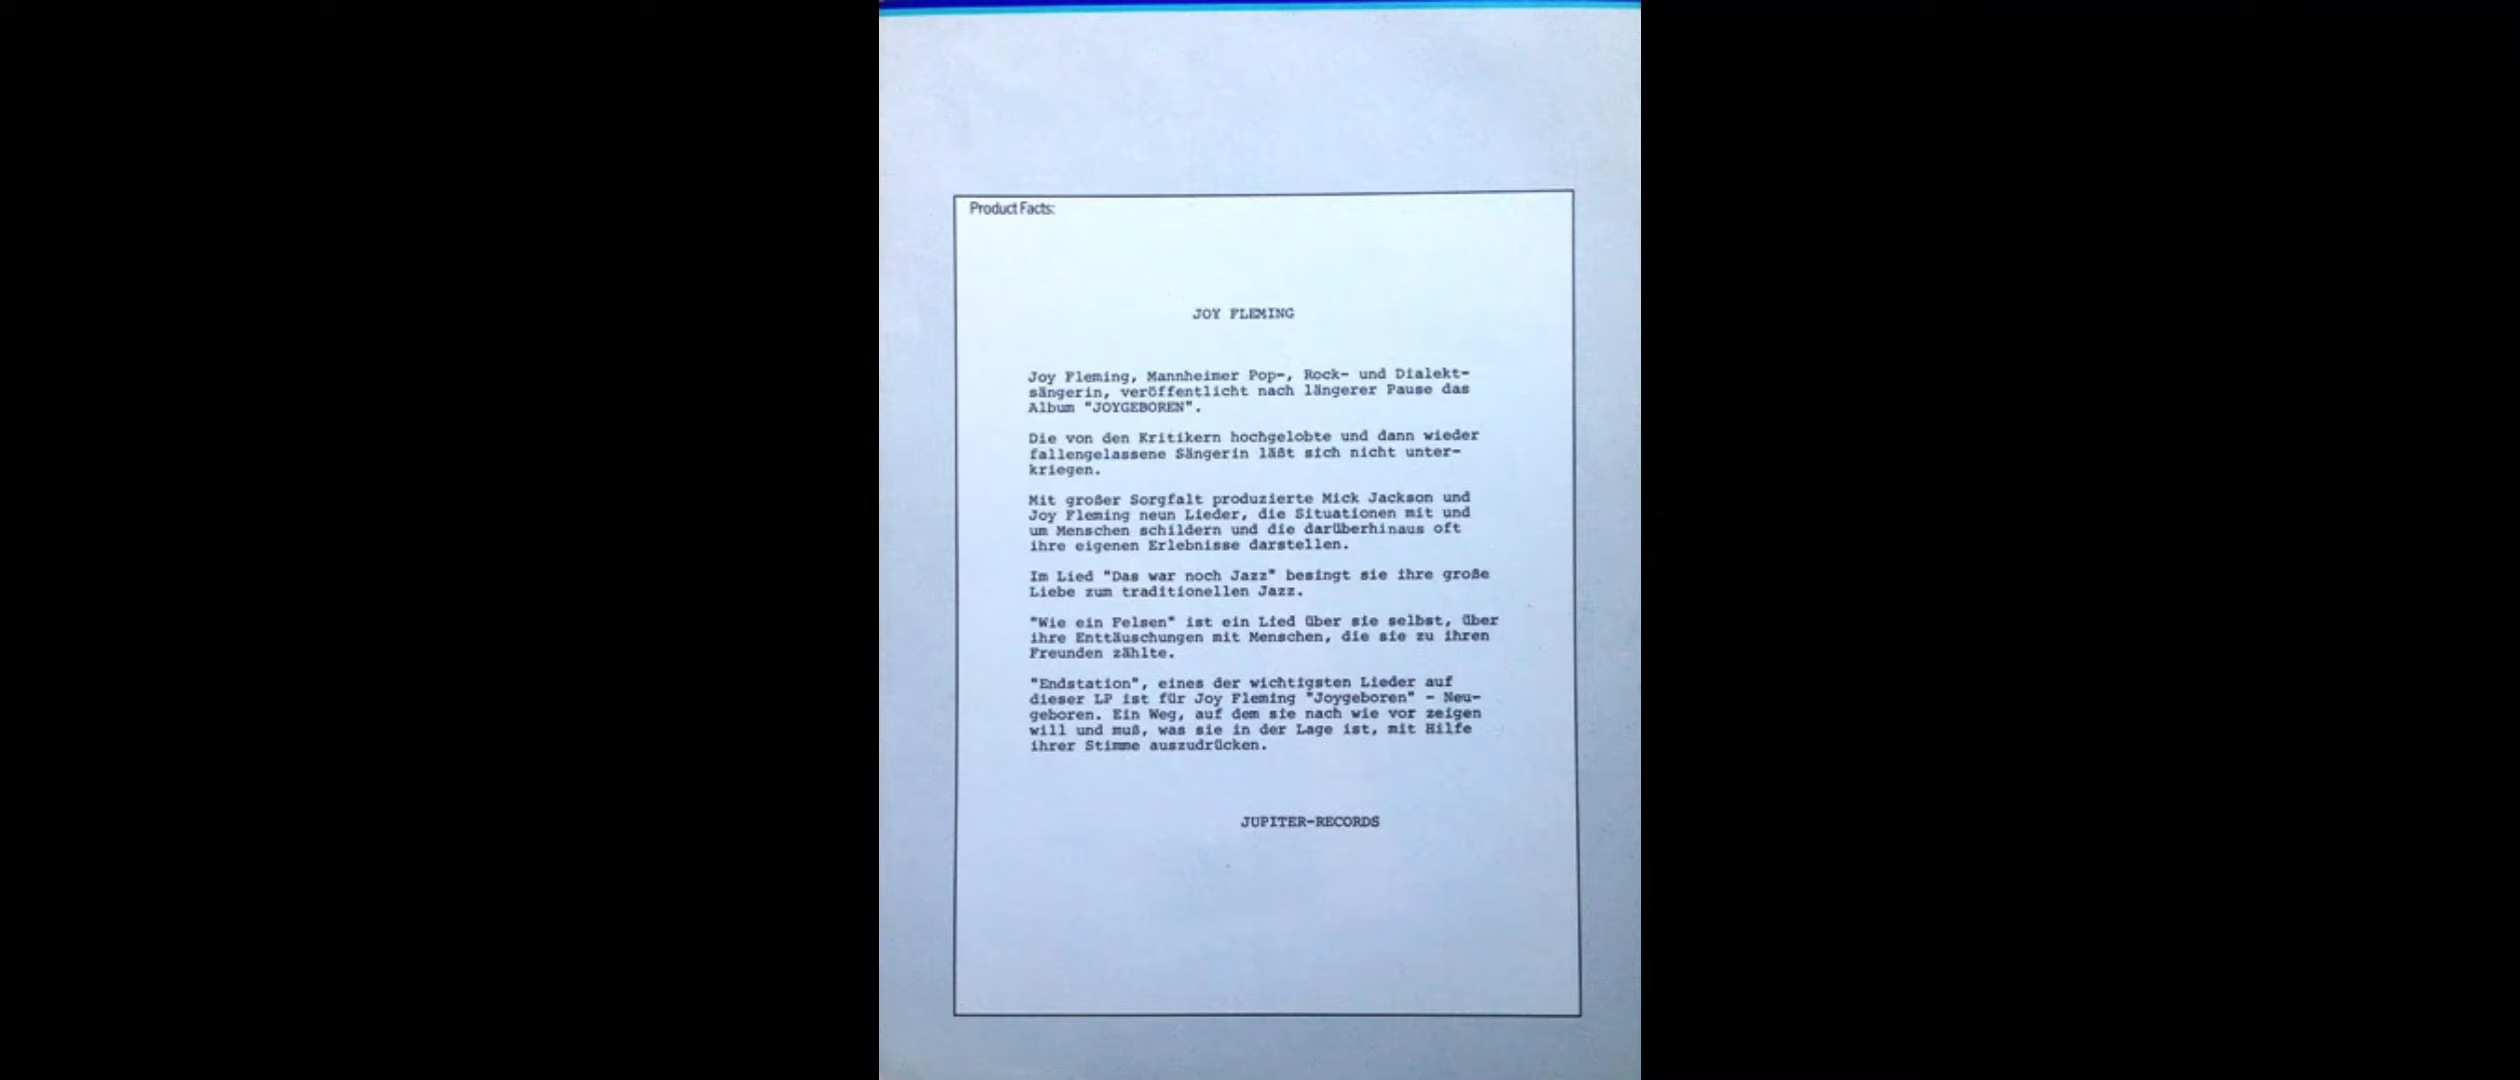 Product Facts:
JOY FLEMING
Joy Fleming, Mannheimer Pop-, Rock- und Dialekt-
sängerin, veröffentlicht nach längerer Pause das
Album "JOYGEBOREN".
Die von den Kritikern hochgelobte und dann wieder
fallengelassene Sängerin läßt sich nicht unter-
kriegen.
Mit großer Sorgfalt produzierte Mick Jackson und
Joy Fleming neun Lieder, die Situationen mit und
um Menschen schildern und die darüberhinaus oft
ihre eigenen Erlebnisse darstellen.
Im Lied "Das war noch Jazz" besingt sie ihre große
Liebe zum traditionellen Jazz.
"Wie ein Felsen" ist ein Lied über sie selbst, über
ihre Enttäuschungen mit Menschen, die sie zu ihren
Freunden zählte.
"Endstation", eines der wichtigsten Lieder auf
dieser LP ist für Joy Fleming "Joygeboren" - Neu-
geboren. Ein Weg, auf dem sie nach wie vor zeigen
will und muß, was sie in der Lage ist, mit Hilfe
ihrer Stimme auszudrücken.
JUPITER-RECORDS